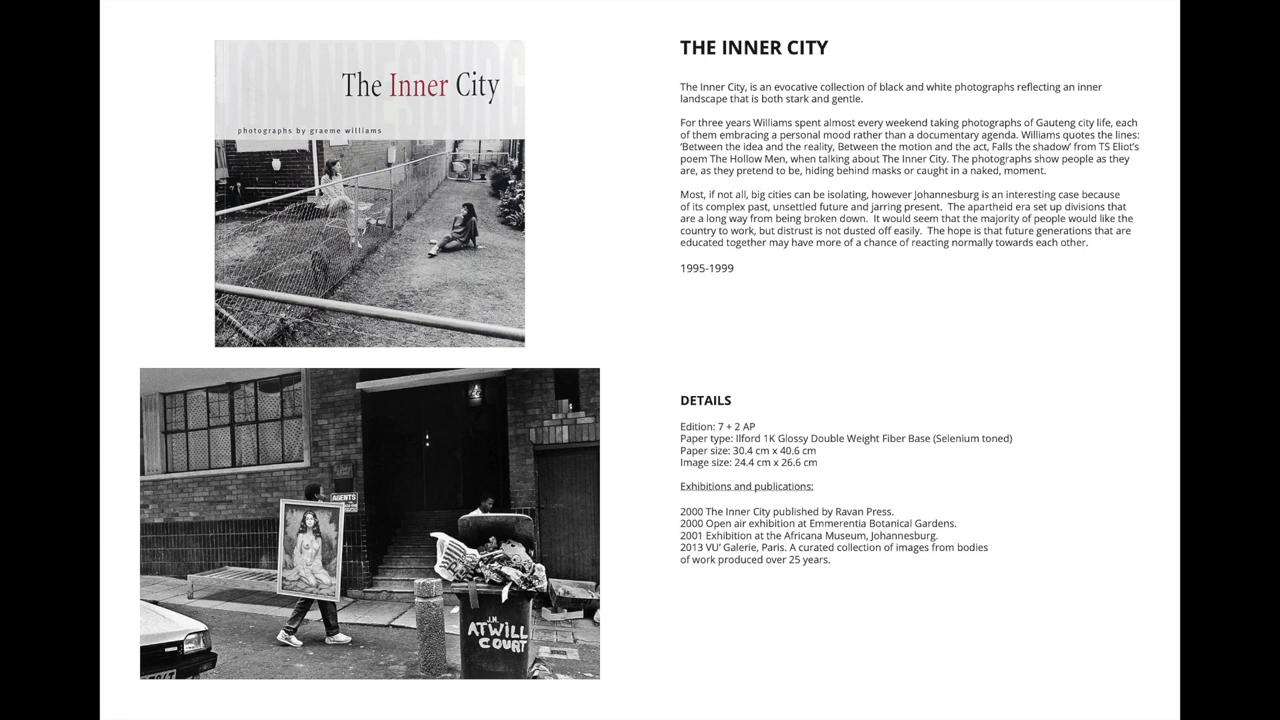 JOHANNESBURG
The Inner City
photographs by graeme williams
AGENTS
J.H.
ATWILL
COURT
THE INNER CITY
The Inner City, is an evocative collection of black and white photographs reflecting an inner
landscape that is both stark and gentle.
For three years Williams spent almost every weekend taking photographs of Gauteng city life, each
of them embracing a personal mood rather than a documentary agenda. Williams quotes the lines:
‘Between the idea and the reality, Between the motion and the act, Falls the shadow’ from TS Eliot’s
poem The Hollow Men, when talking about The Inner City. The photographs show people as they
are, as they pretend to be, hiding behind masks or caught in a naked, moment.
Most, if not all, big cities can be isolating, however Johannesburg is an interesting case because
of its complex past, unsettled future and jarring present. The apartheid era set up divisions that
are a long way from being broken down. It would seem that the majority of people would like the
country to work, but distrust is not dusted off easily. The hope is that future generations that are
educated together may have more of a chance of reacting normally towards each other.
1995-1999
DETAILS
Edition: 7 + 2 AP
Paper type: Ilford 1K Glossy Double Weight Fiber Base (Selenium toned)
Paper size: 30.4 cm x 40.6 cm
Image size: 24.4 cm x 26.6 cm
Exhibitions and publications:
2000 The Inner City published by Ravan Press.
2000 Open air exhibition at Emmerentia Botanical Gardens.
2001 Exhibition at the Africana Museum, Johannesburg.
2013 VU’ Galerie, Paris. A curated collection of images from bodies
of work produced over 25 years.